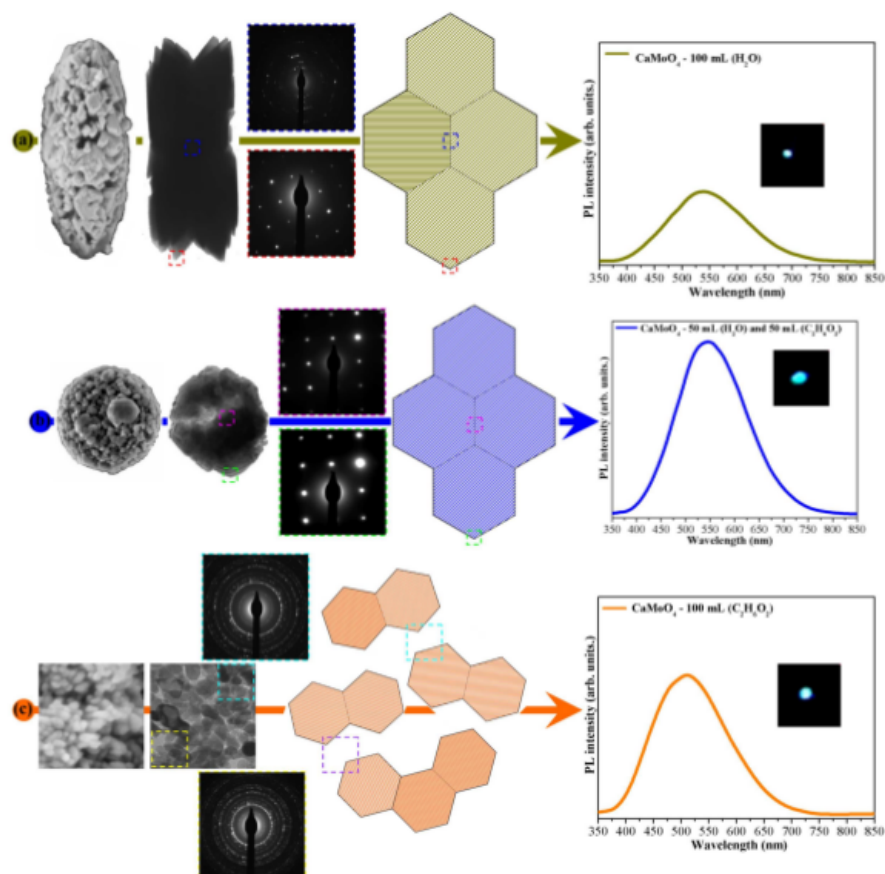 (a)
CaMoO₄ - 100 mL (H₂O)
PL intensity (arb. units.)
350 400 450 500 550 600 650 700 750 800 850
Wavelength (nm)
(b)
CaMoO₄ - 50 mL (H₂O) and 50 mL (C₂H₆O₂)
PL intensity (arb. units.)
350 400 450 500 550 600 650 700 750 800 850
Wavelength (nm)
(c)
CaMoO₄ - 100 mL (C₂H₆O₂)
PL intensity (arb. units.)
350 400 450 500 550 600 650 700 750 800 850
Wavelength (nm)